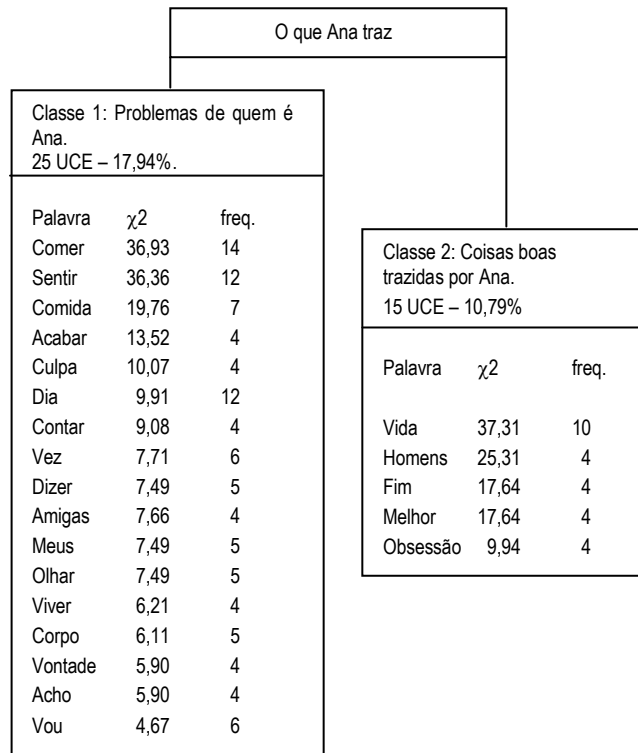 O que Ana traz
Classe 1: Problemas de quem é
Ana.
25 UCE – 17,94%.
Palavra χ2 freq.
Comer 36,93 14
Sentir 36,36 12
Comida 19,76 7
Acabar 13,52 4
Culpa 10,07 4
Dia 9,91 12
Contar 9,08 4
Vez 7,71 6
Dizer 7,49 5
Amigas 7,66 4
Meus 7,49 5
Olhar 7,49 5
Viver 6,21 4
Corpo 6,11 5
Vontade 5,90 4
Acho 5,90 4
Vou 4,67 6
Classe 2: Coisas boas
trazidas por Ana.
15 UCE – 10,79%
Palavra χ2 freq.
Vida 37,31 10
Homens 25,31 4
Fim 17,64 4
Melhor 17,64 4
Obsessão 9,94 4